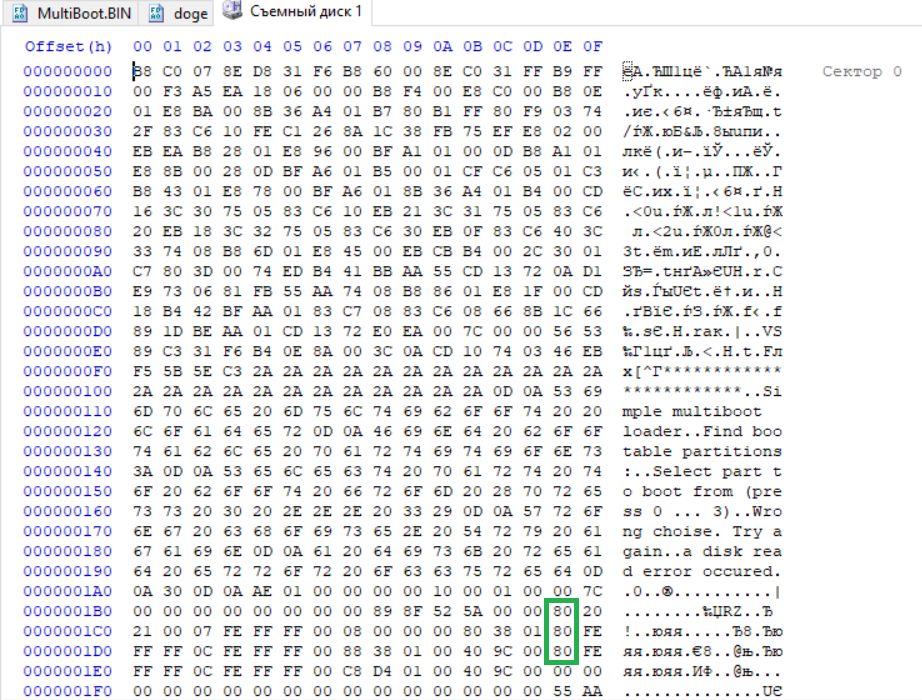 MultiBoot.BIN doge Съемный диск 1
Offset(h) 00 01 02 03 04 05 06 07 08 09 0A 0B 0C 0D 0E 0F
000000000 B8 C0 07 8E D8 31 F6 B8 60 00 8E C0 31 FF B9 FF ёА.ЋШ1цё`.ЋА1я№я Сектор 0
000000010 00 F3 A5 EA 18 06 00 00 B8 F4 00 E8 C0 00 B8 0E .уҐк....ёф.иА.ё.
000000020 01 E8 BA 00 8B 36 A4 01 B7 80 B1 FF 80 F9 03 74 .иє.‹6¤.·Ђ±яЂщ.t
000000030 2F 83 C6 10 FE C1 26 8A 1C 38 FB 75 EF E8 02 00 /ѓЖ.юБ&Љ.8ыuпи..
000000040 EB EA B8 28 01 E8 96 00 BF A1 01 00 0D B8 A1 01 лкё(.и–.їЎ...ёЎ.
000000050 E8 8B 00 28 0D BF A6 01 B5 00 01 CF C6 05 01 C3 и‹.(.ї¦.µ..ПЖ..Г
000000060 B8 43 01 E8 78 00 BF A6 01 8B 36 A4 01 B4 00 CD ёC.иx.ї¦.‹6¤.ґ.Н
000000070 16 3C 30 75 05 83 C6 10 EB 21 3C 31 75 05 83 C6 .<0u.ѓЖ.л!<1u.ѓЖ
000000080 20 EB 18 3C 32 75 05 83 C6 30 EB 0F 83 C6 40 3C л.<2u.ѓЖ0л.ѓЖ@<
000000090 33 74 08 B8 6D 01 E8 45 00 EB CB B4 00 2C 30 01 3t.ёm.иE.лЛґ.,0.
0000000A0 C7 80 3D 00 74 ED B4 41 BB AA 55 CD 13 72 0A D1 ЗЂ=.tнґA»ЄUН.r.С
0000000B0 E9 73 06 81 FB 55 AA 74 08 B8 86 01 E8 1F 00 CD йs.ЃыUЄt.ё†.и..Н
0000000C0 18 B4 42 BF AA 01 83 C7 08 83 C6 08 66 8B 1C 66 .ґBїЄ.ѓЗ.ѓЖ.f‹.f
0000000D0 89 1D BE AA 01 CD 13 72 E0 EA 00 7C 00 00 56 53 ‰.ѕЄ.Н.rак.|..VS
0000000E0 89 C3 31 F6 B4 0E 8A 00 3C 0A CD 10 74 03 46 EB ‰Г1цґ.Љ.<.Н.t.Fл
0000000F0 F5 5B 5E C3 2A 2A 2A 2A 2A 2A 2A 2A 2A 2A 2A 2A х[^Г************
000000100 2A 2A 2A 2A 2A 2A 2A 2A 2A 2A 2A 2A 0D 0A 53 69 ************..Si
000000110 6D 70 6C 65 20 6D 75 6C 74 69 62 6F 6F 74 20 20 mple multiboot
000000120 6C 6F 61 64 65 72 0D 0A 46 69 6E 64 20 62 6F 6F loader..Find boo
000000130 74 61 62 6C 65 20 70 61 72 74 69 74 69 6F 6E 73 table partitions
000000140 3A 0D 0A 53 65 6C 65 63 74 20 70 61 72 74 20 74 :..Select part t
000000150 6F 20 62 6F 6F 74 20 66 72 6F 6D 20 28 70 72 65 o boot from (pre
000000160 73 73 20 30 20 2E 2E 2E 20 33 29 0D 0A 57 72 6F ss 0 ... 3)..Wro
000000170 6E 67 20 63 68 6F 69 73 65 2E 20 54 72 79 20 61 ng choise. Try a
000000180 67 61 69 6E 0D 0A 61 20 64 69 73 6B 20 72 65 61 gain..a disk rea
000000190 64 20 65 72 72 6F 72 20 6F 63 63 75 72 65 64 0D d error occured.
0000001A0 0A 30 0D 0A AE 01 00 00 00 00 10 00 01 00 00 7C .0..®..........|
0000001B0 00 00 00 00 00 00 00 00 89 8F 52 5A 00 00 80 20 ........‰ЏRZ..Ђ
0000001C0 21 00 07 FE FF FF 00 08 00 00 00 80 38 01 80 FE !..юяя.....Ђ8.Ђю
0000001D0 FF FF 0C FE FF FF 00 88 38 01 00 40 9C 00 80 FE яя.юяя.€8..@њ.Ђю
0000001E0 FF FF 0C FE FF FF 00 C8 D4 01 00 40 9C 00 00 00 яя.юяя.ИФ..@њ...
0000001F0 00 00 00 00 00 00 00 00 00 00 00 00 00 00 55 AA ..............UЄ